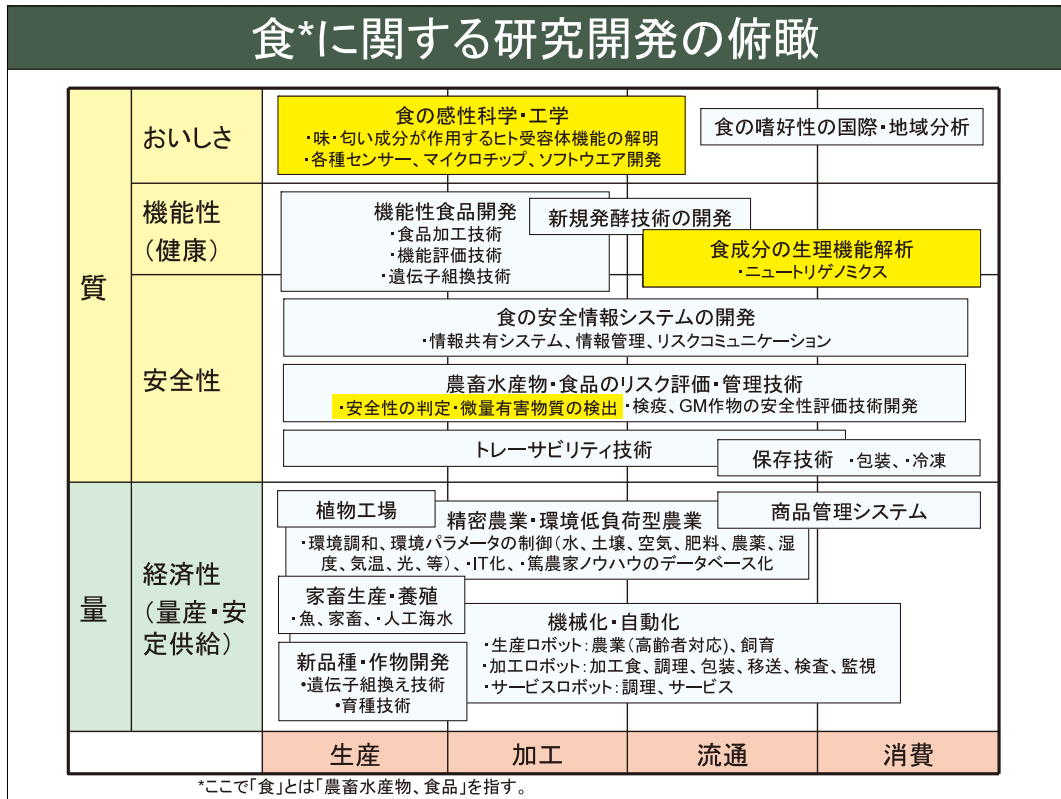 食*に関する研究開発の俯瞰
質
おいしさ
食の感性科学・工学
・味・匂い成分が作用するヒト受容体機能の解明
・各種センサー、マイクロチップ、ソフトウエア開発
食の嗜好性の国際・地域分析
機能性
(健康)
機能性食品開発
・食品加工技術
・機能評価技術
・遺伝子組換技術
新規発酵技術の開発
食成分の生理機能解析
・ニュートリゲノミクス
安全性
食の安全情報システムの開発
・情報共有システム、情報管理、リスクコミュニケーション
農畜水産物・食品のリスク評価・管理技術
・安全性の判定・微量有害物質の検出 ・検疫、GM作物の安全性評価技術開発
トレーサビリティ技術
保存技術 ・包装、・冷凍
量
経済性
(量産・安
定供給)
植物工場
精密農業・環境低負荷型農業
・環境調和、環境パラメータの制御(水、土壌、空気、肥料、農薬、湿
度、気温、光、等)、・IT化、・篤農家ノウハウのデータベース化
商品管理システム
家畜生産・養殖
・魚、家畜、・人工海水
機械化・自動化
・生産ロボット:農業(高齢者対応)、飼育
・加工ロボット:加工食、調理、包装、移送、検査、監視
・サービスロボット:調理、サービス
新品種・作物開発
・遺伝子組換え技術
・育種技術
生産
加工
流通
消費
*ここで「食」とは「農畜水産物、食品」を指す。